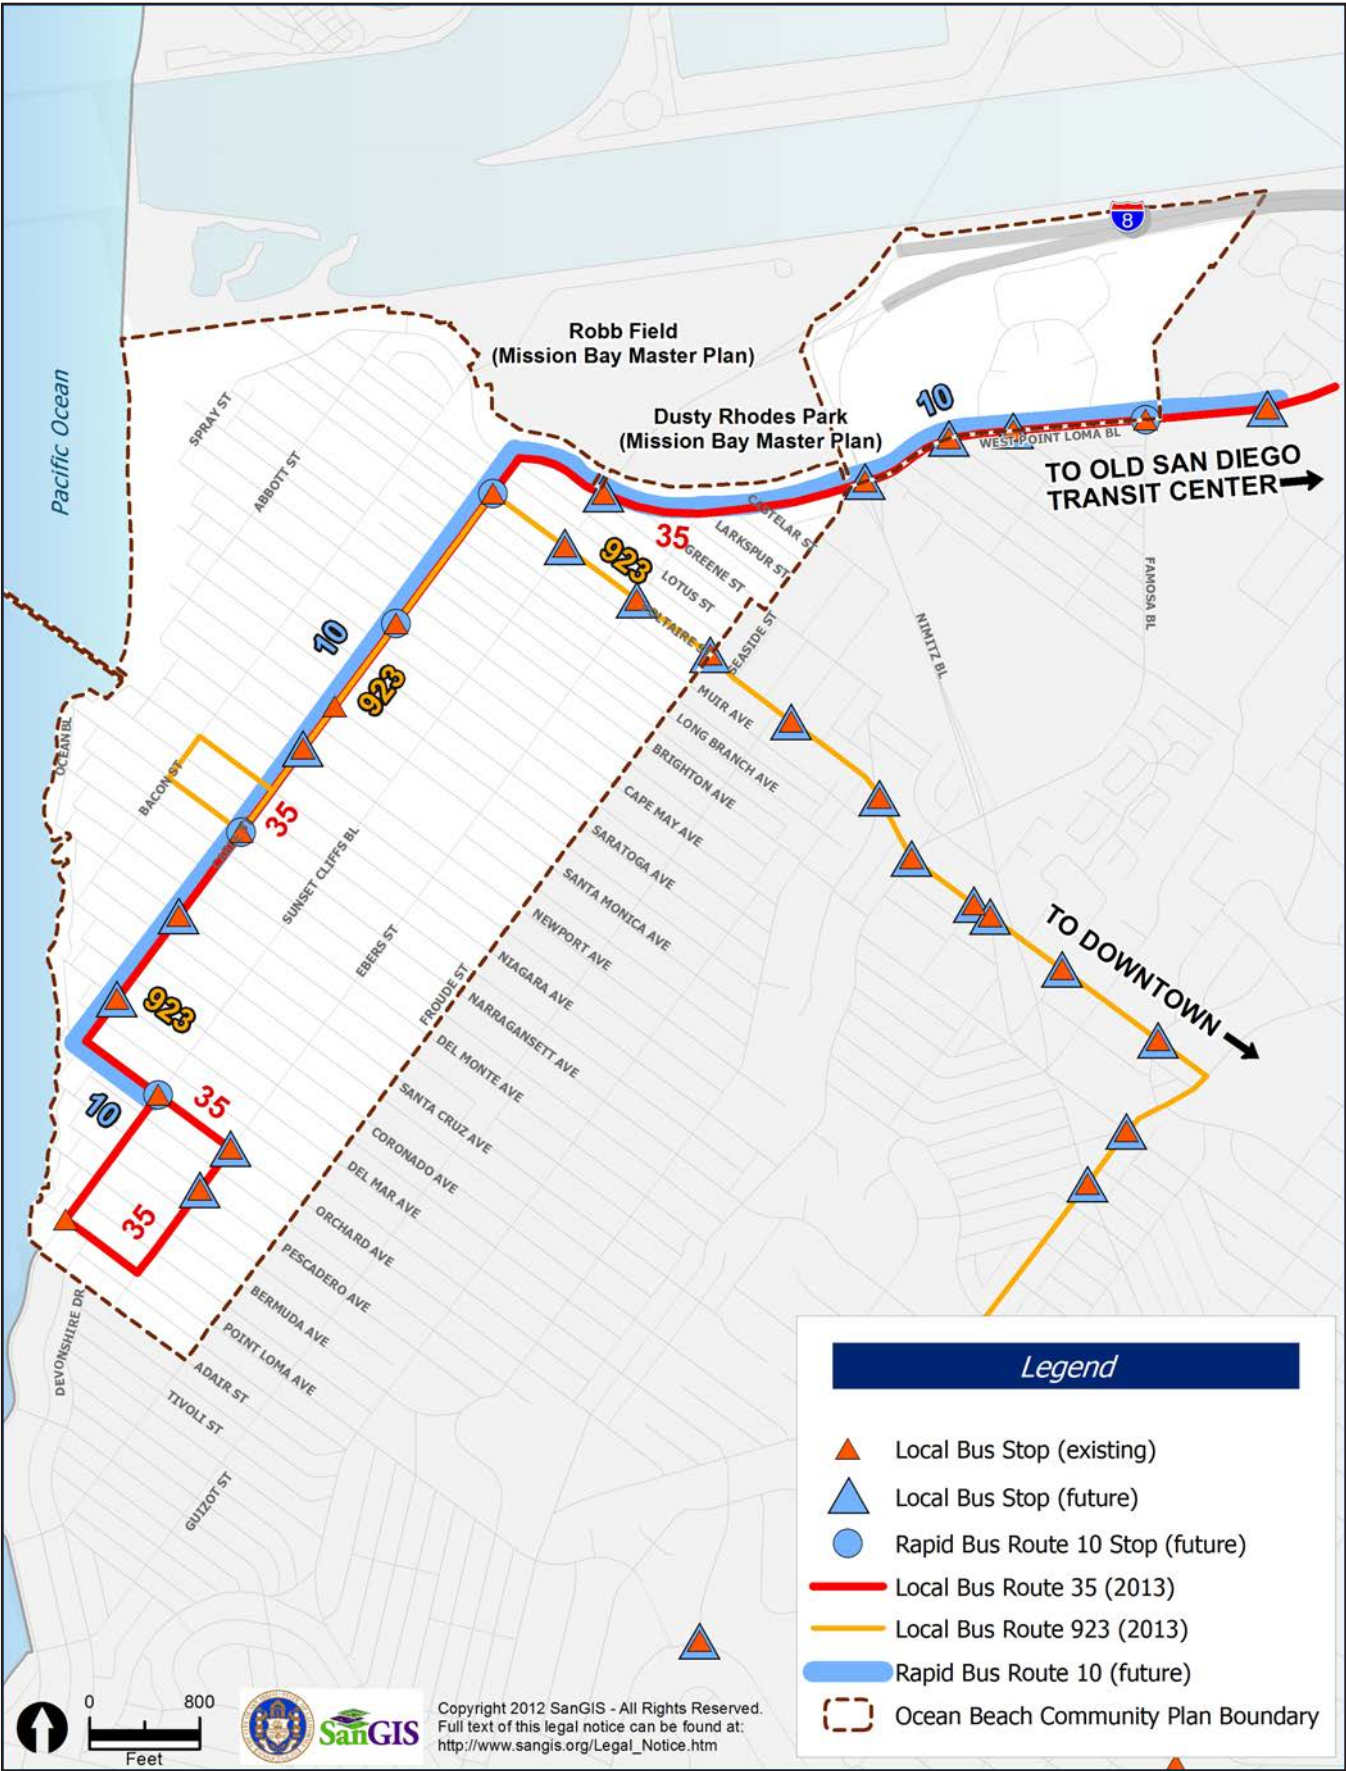 8
Robb Field
(Mission Bay Master Plan)
Pacific Ocean
SPRAY ST
ABBOTT ST
Dusty Rhodes Park
(Mission Bay Master Plan)
10
WEST POINT LOMA BL
TO OLD SAN DIEGO
TRANSIT CENTER
35
CASTELAR ST
LARKSPUR ST
GREENE ST
LOTUS ST
923
SEASIDE ST
FAMOSA BL
NIMITZ BL
10
923
MUIR AVE
LONG BRANCH AVE
BRIGHTON AVE
CAPE MAY AVE
SARATOGA AVE
SANTA MONICA AVE
NEWPORT AVE
NIAGARA AVE
NARRAGANSETT AVE
DEL MONTE AVE
SANTA CRUZ AVE
CORONADO AVE
DEL MAR AVE
ORCHARD AVE
PESCADERO AVE
BERMUDA AVE
POINT LOMA AVE
ADAIR ST
TIVOLI ST
OCEAN BL
BACON ST
35
SUNSET CLIFFS BL
EBERS ST
FROUDE ST
TO DOWNTOWN
923
10
35
35
DEVONSHIRE DR
GUIZOT ST
Legend
Local Bus Stop (existing)
Local Bus Stop (future)
Rapid Bus Route 10 Stop (future)
Local Bus Route 35 (2013)
Local Bus Route 923 (2013)
Rapid Bus Route 10 (future)
Ocean Beach Community Plan Boundary
0 800
Feet
SanGIS
Copyright 2012 SanGIS - All Rights Reserved.
Full text of this legal notice can be found at:
http://www.sangis.org/Legal_Notice.htm